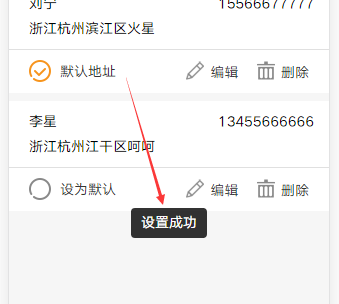 刘宁 15566677777
浙江杭州滨江区火星
默认地址 编辑 删除
李星 13455666666
浙江杭州江干区呵呵
设为默认 编辑 删除
设置成功